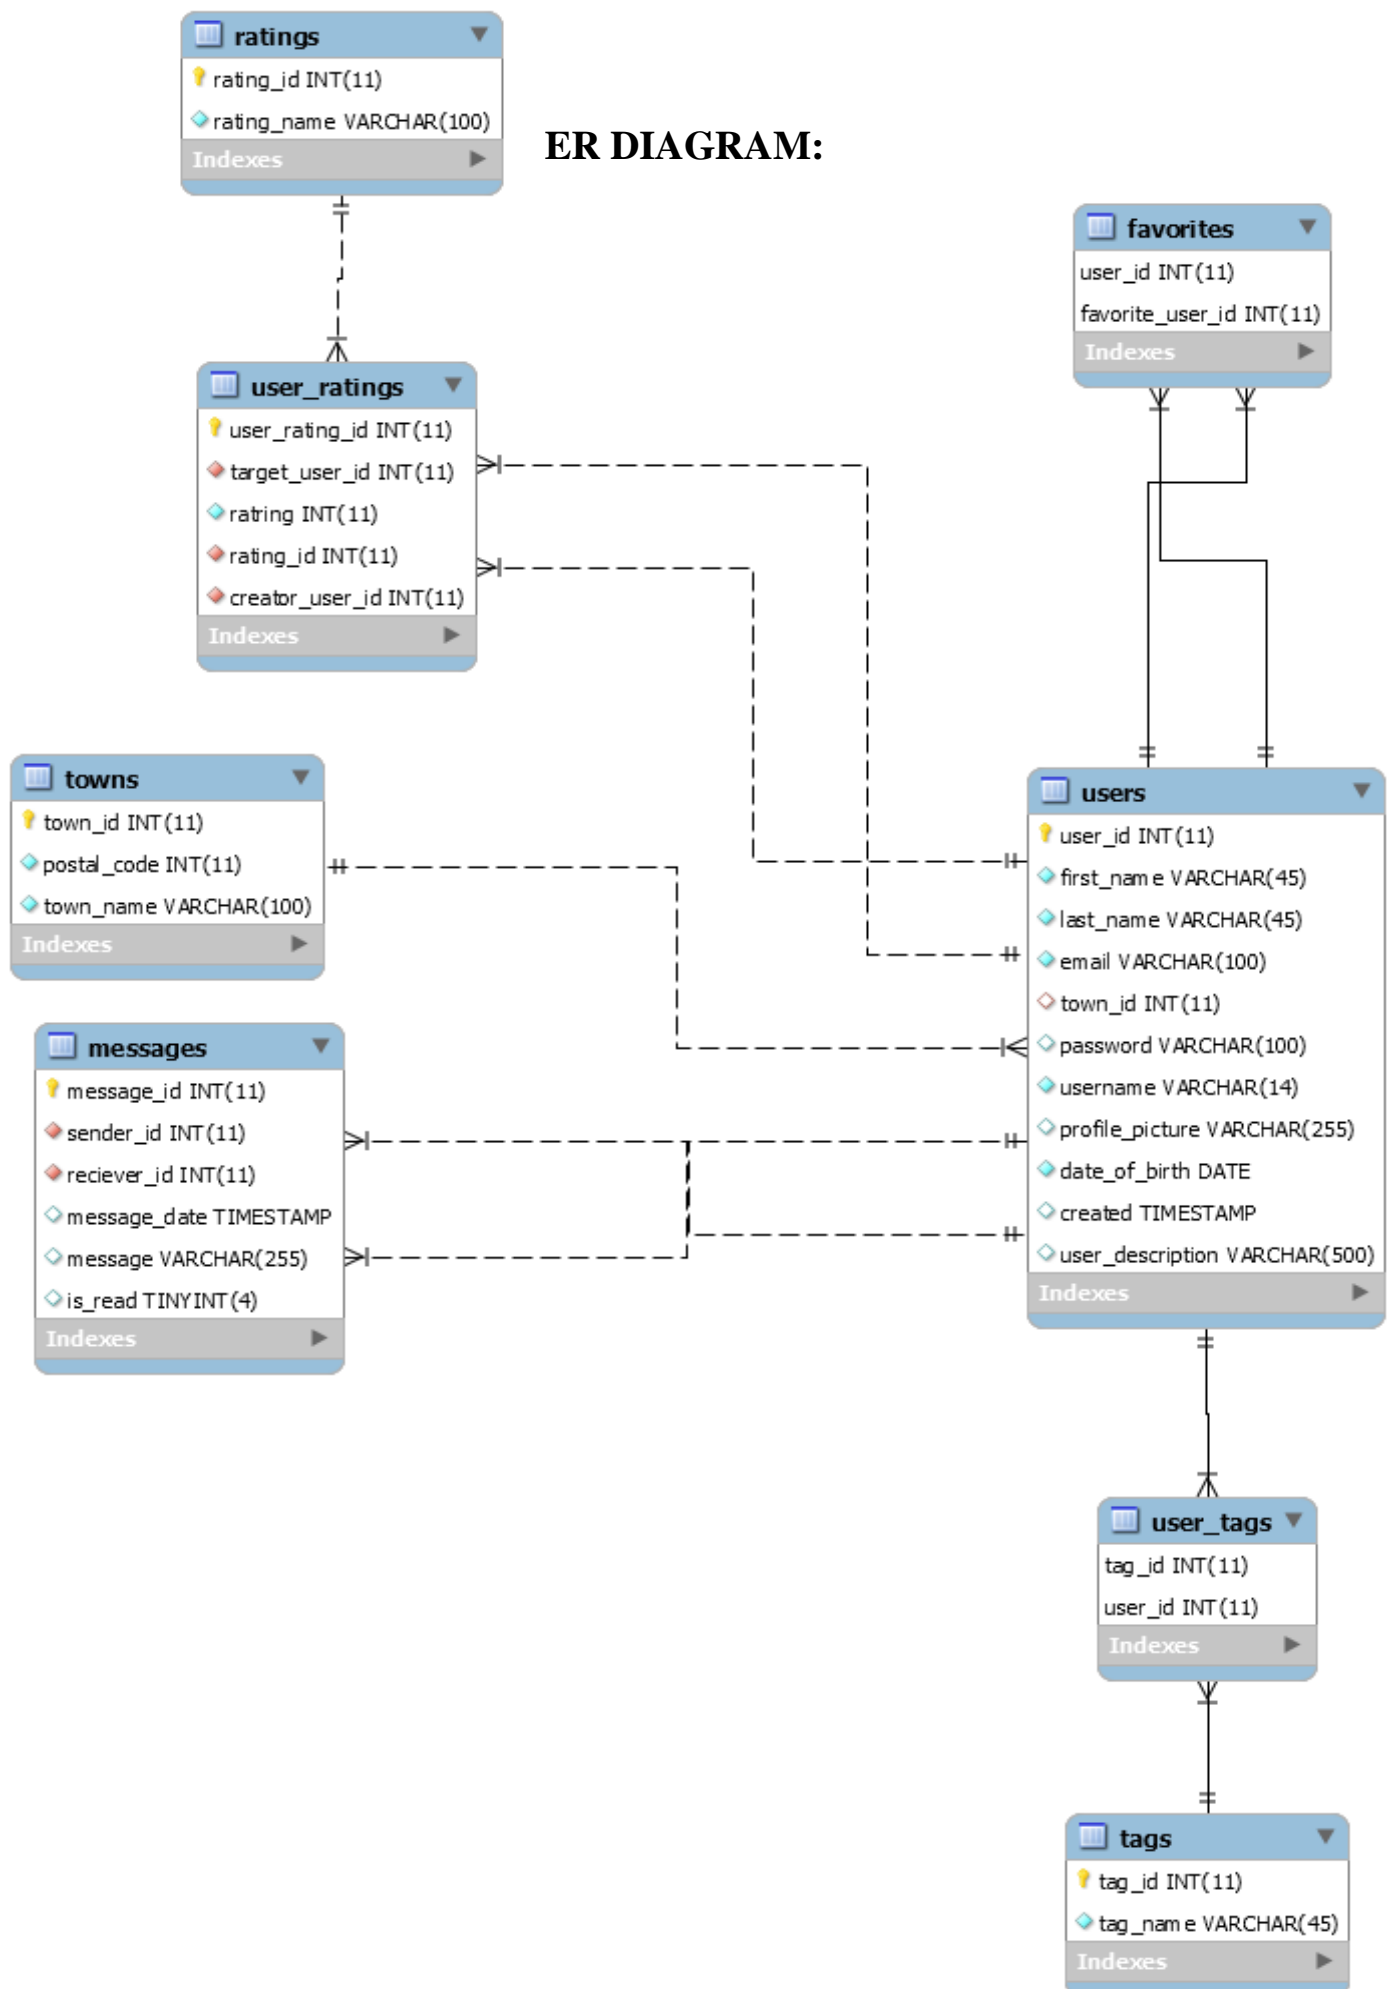 ratings
rating_id INT(11)
rating_name VARCHAR(100)
Indexes
ER DIAGRAM:
favorites
user_id INT(11)
favorite_user_id INT(11)
Indexes
user_ratings
user_rating_id INT(11)
target_user_id INT(11)
ratring INT(11)
rating_id INT(11)
creator_user_id INT(11)
Indexes
towns
town_id INT(11)
postal_code INT(11)
town_name VARCHAR(100)
Indexes
users
user_id INT(11)
first_name VARCHAR(45)
last_name VARCHAR(45)
email VARCHAR(100)
town_id INT(11)
password VARCHAR(100)
username VARCHAR(14)
profile_picture VARCHAR(255)
date_of_birth DATE
created TIMESTAMP
user_description VARCHAR(500)
Indexes
messages
message_id INT(11)
sender_id INT(11)
reciever_id INT(11)
message_date TIMESTAMP
message VARCHAR(255)
is_read TINYINT(4)
Indexes
user_tags
tag_id INT(11)
user_id INT(11)
Indexes
tags
tag_id INT(11)
tag_name VARCHAR(45)
Indexes